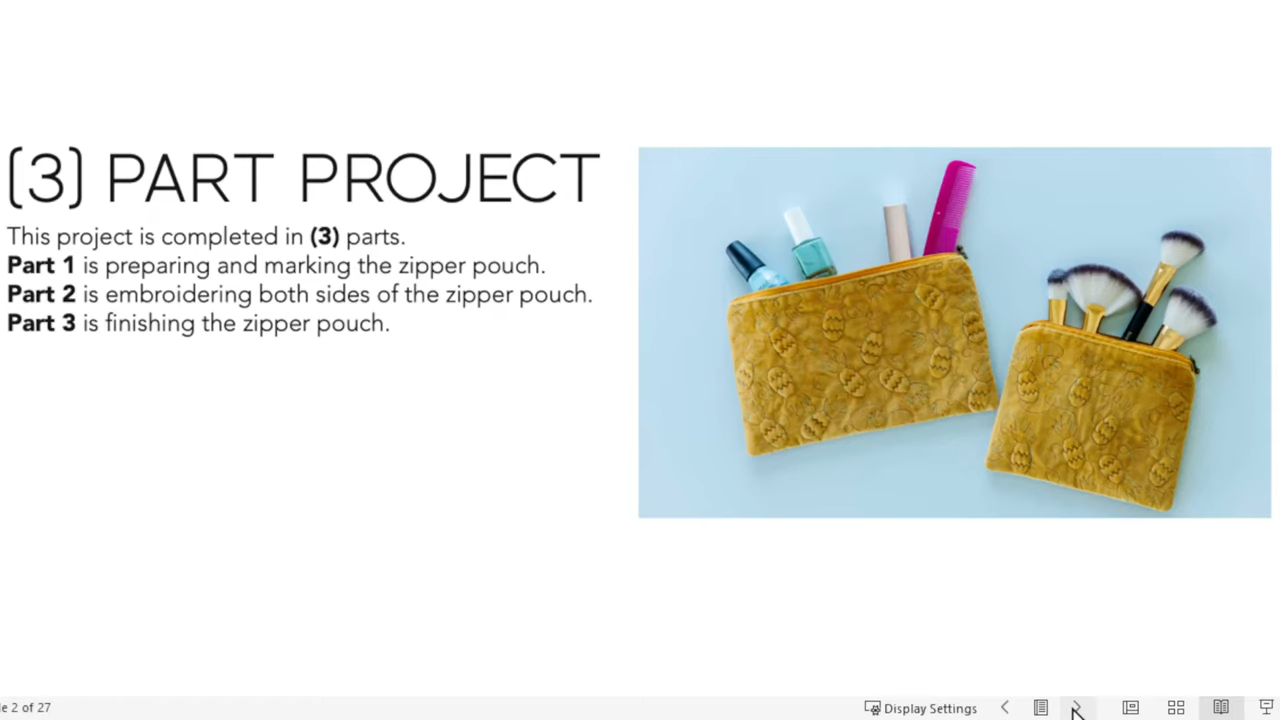 (3) PART PROJECT
This project is completed in (3) parts.
Part 1 is preparing and marking the zipper pouch.
Part 2 is embroidering both sides of the zipper pouch.
Part 3 is finishing the zipper pouch.
2 of 27
Display Settings